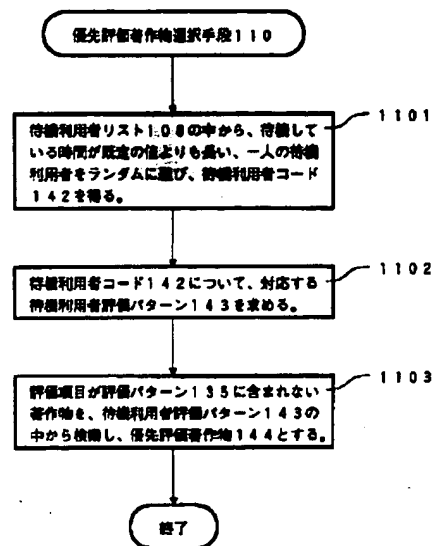 優先評価著作物選択手段110
1101
待機利用者リスト108の中から、待機して
いる時間が既定の値よりも長い、一人の待機
利用者をランダムに選び、待機利用者コード
142を得る。
1102
待機利用者コード142について、対応する
待機利用者評価パターン143を求める。
1103
評価項目が評価パターン135に含まれない
著作物を、待機利用者評価パターン143の
中から検索し、優先評価著作物144とする。
終了